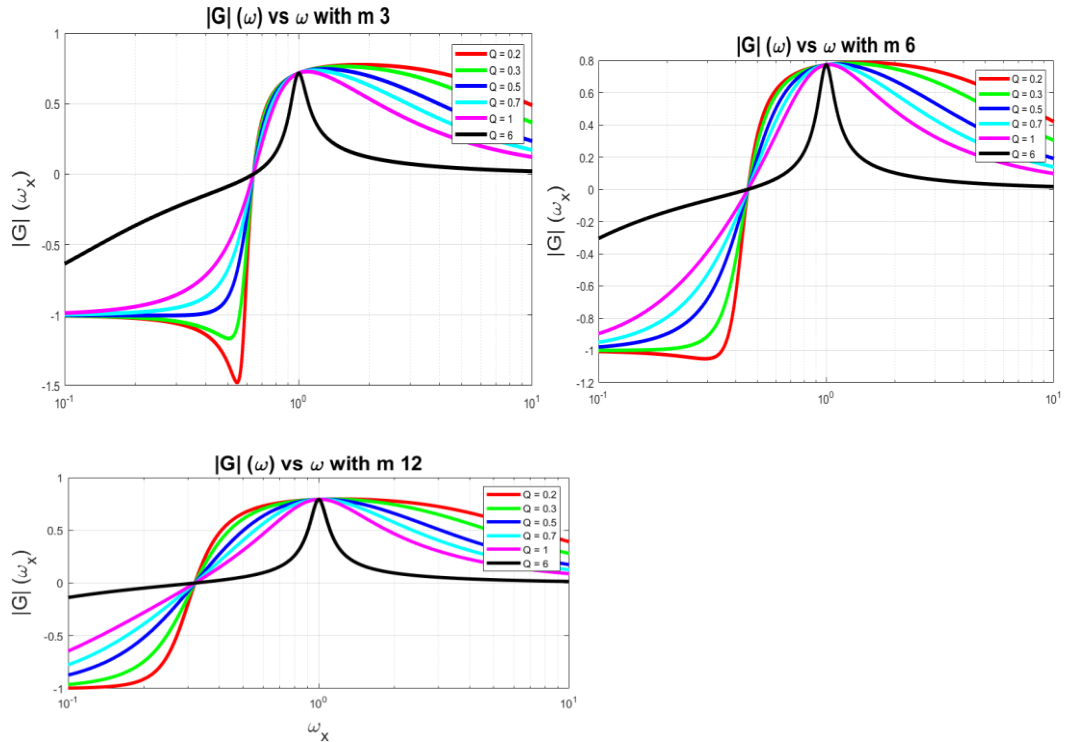 |G| (ω) vs ω with m 3
|G| (ω_x)
1
0.5
0
-0.5
-1
-1.5
10^-1
10^0
10^1
Q = 0.2
Q = 0.3
Q = 0.5
Q = 0.7
Q = 1
Q = 6
|G| (ω) vs ω with m 6
|G| (ω_x)
0.8
0.6
0.4
0.2
0
-0.2
-0.4
-0.6
-0.8
-1
-1.2
10^-1
10^0
10^1
Q = 0.2
Q = 0.3
Q = 0.5
Q = 0.7
Q = 1
Q = 6
|G| (ω) vs ω with m 12
|G| (ω_x)
1
0.5
0
-0.5
-1
10^-1
10^0
10^1
Q = 0.2
Q = 0.3
Q = 0.5
Q = 0.7
Q = 1
Q = 6
ω_x